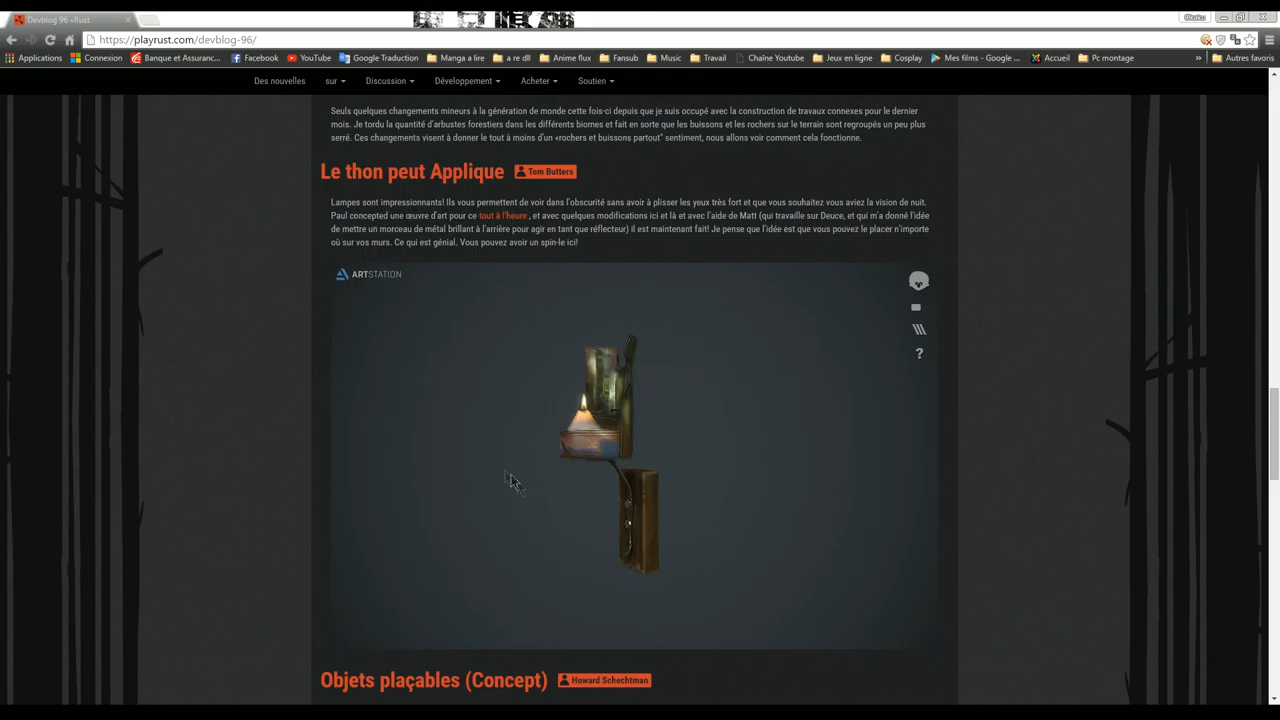 Devblog 96 »Rust
Okaku
https://playrust.com/devblog-96/
Applications Connexion Banque et Assuranc... Facebook YouTube Google Traduction Manga a lire a re dll Anime flux Fansub Music Travail Chaîne Youtube Jeux en ligne Cosplay Mes films - Google ... Accueil Pc montage » Autres favoris
Des nouvelles sur Discussion Développement Acheter Soutien
Seuls quelques changements mineurs à la génération de monde cette fois-ci depuis que je suis occupé avec la construction de travaux connexes pour le dernier
mois. Je tordu la quantité d'arbustes forestiers dans les différents biomes et fait en sorte que les buissons et les rochers sur le terrain sont regroupés un peu plus
serré. Ces changements visent à donner le tout à moins d'un «rochers et buissons partout" sentiment, nous allons voir comment cela fonctionne.
Le thon peut Applique Tom Butters
Lampes sont impressionnants! Ils vous permettent de voir dans l'obscurité sans avoir à plisser les yeux très fort et que vous souhaitez vous aviez la vision de nuit.
Paul concepted une œuvre d'art pour ce tout à l'heure , et avec quelques modifications ici et là et avec l'aide de Matt (qui travaille sur Deuce, et qui m'a donné l'idée
de mettre un morceau de métal brillant à l'arrière pour agir en tant que réflecteur) il est maintenant fait! Je pense que l'idée est que vous pouvez le placer n'importe
où sur vos murs. Ce qui est génial. Vous pouvez avoir un spin-le ici!
ARTSTATION
?
Objets plaçables (Concept) Howard Schechtman